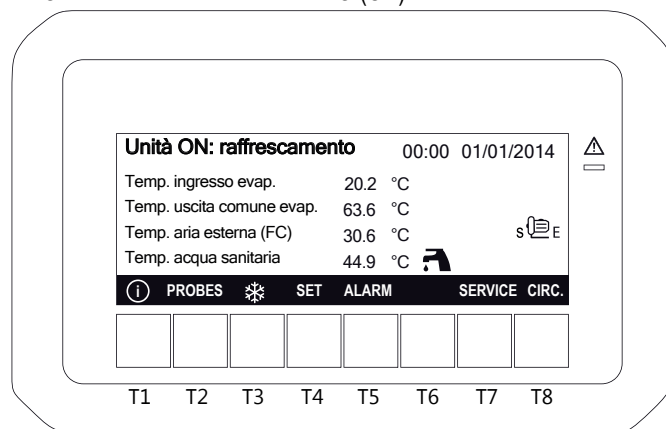 Unità ON: raffrescamento 00:00 01/01/2014
Temp. ingresso evap. 20.2 °C
Temp. uscita comune evap. 63.6 °C
Temp. aria esterna (FC) 30.6 °C S E
Temp. acqua sanitaria 44.9 °C
i PROBES SET ALARM SERVICE CIRC.
T1 T2 T3 T4 T5 T6 T7 T8